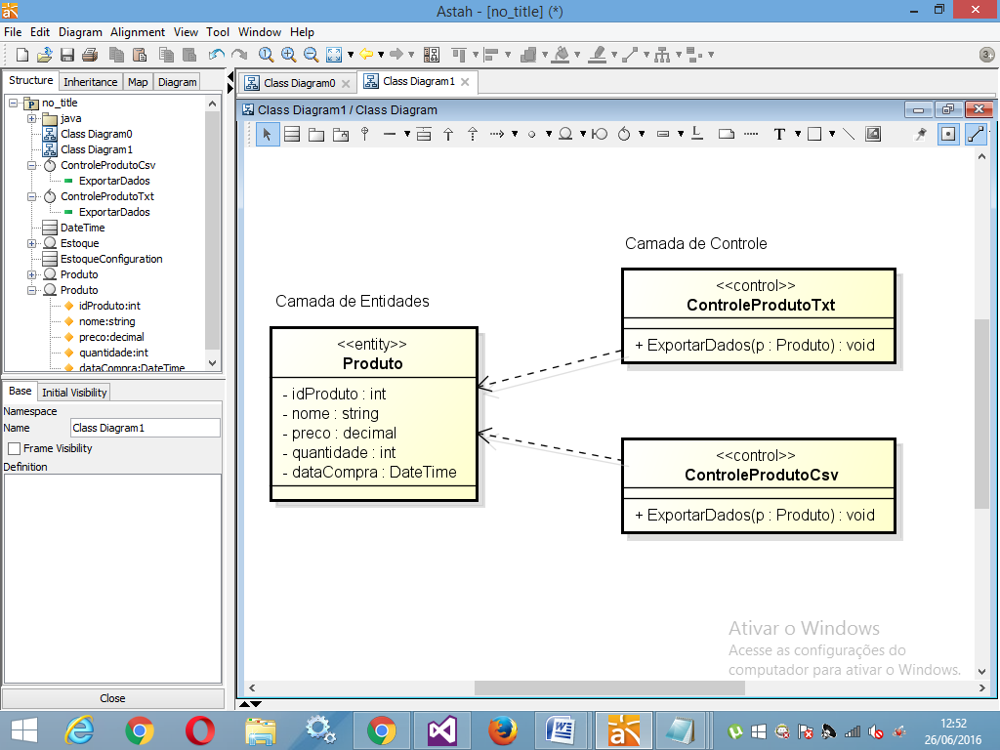 Astah - [no_title] (*)
File Edit Diagram Alignment View Tool Window Help
3
Structure Inheritance Map Diagram
no_title
java
Class Diagram0
Class Diagram1
ControleProdutoCsv
ExportarDados
ControleProdutoTxt
ExportarDados
DateTime
Estoque
EstoqueConfiguration
Produto
Produto
idProduto:int
nome:string
preco:decimal
quantidade:int
dataCompra:DateTime
Base Initial Visibility
Namespace
Name Class Diagram1
Frame Visibility
Definition
Close
Class Diagram0 Class Diagram1
Class Diagram1 / Class Diagram
T
Camada de Entidades
<<entity>>
Produto
- idProduto : int
- nome : string
- preco : decimal
- quantidade : int
- dataCompra : DateTime
Camada de Controle
<<control>>
ControleProdutoTxt
+ ExportarDados(p : Produto) : void
<<control>>
ControleProdutoCsv
+ ExportarDados(p : Produto) : void
Ativar o Windows
Acesse as configurações do
computador para ativar o Windows.
12:52
26/06/2016